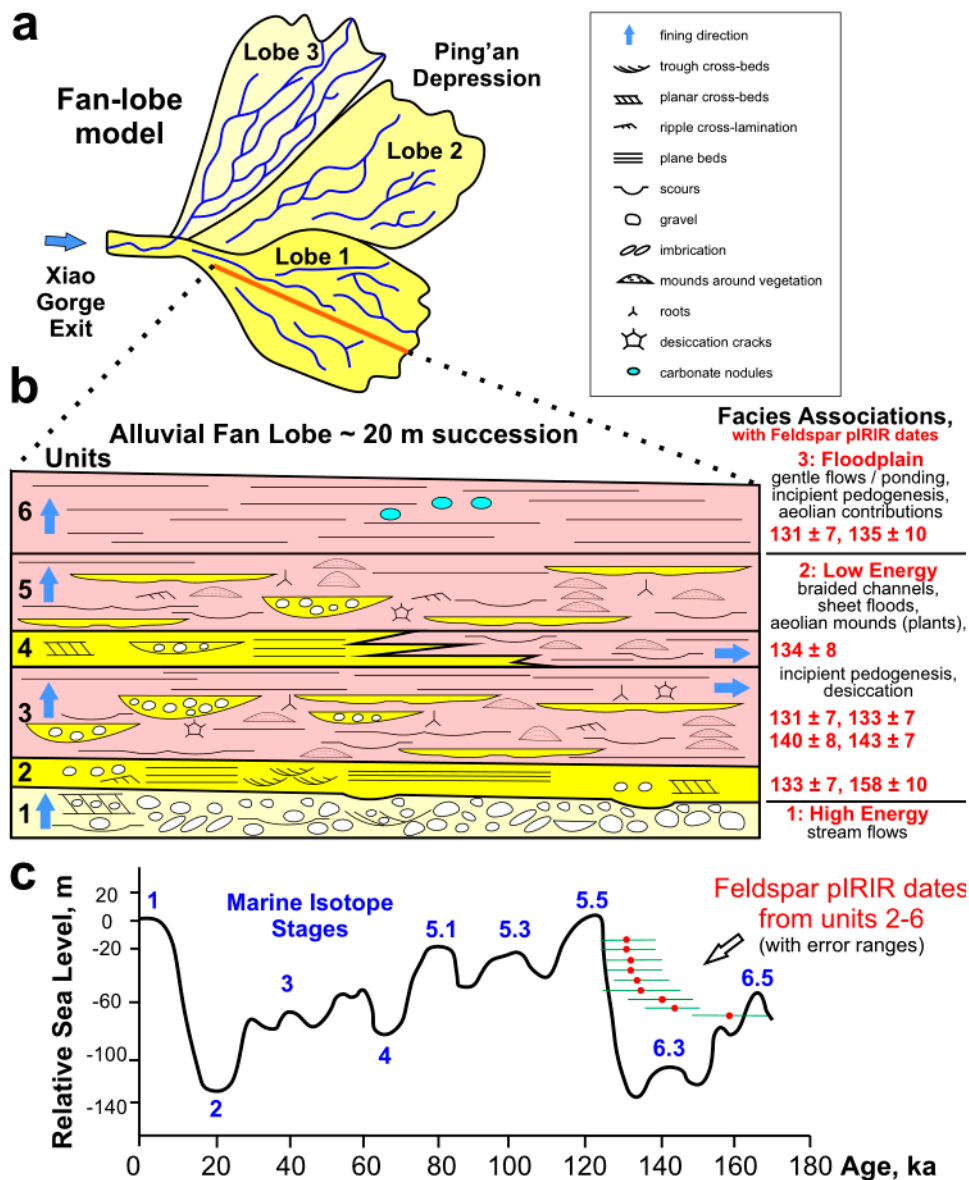 a
Fan-lobe
model
Lobe 3
Ping'an
Depression
Lobe 2
Lobe 1
Xiao
Gorge
Exit
fining direction
trough cross-beds
planar cross-beds
ripple cross-lamination
plane beds
scours
gravel
imbrication
mounds around vegetation
roots
desiccation cracks
carbonate nodules
b
Alluvial Fan Lobe ~ 20 m succession
Units
6
5
4
3
2
1
Facies Associations,
with Feldspar pIRIR dates
3: Floodplain
gentle flows / ponding,
incipient pedogenesis,
aeolian contributions
131 ± 7, 135 ± 10
2: Low Energy
braided channels,
sheet floods,
aeolian mounds (plants),
134 ± 8
incipient pedogenesis,
desiccation
131 ± 7, 133 ± 7
140 ± 8, 143 ± 7
133 ± 7, 158 ± 10
1: High Energy
stream flows
c
Relative Sea Level, m
20
0
-20
-60
-100
-140
Marine Isotope
Stages
1
2
3
4
5.1
5.3
5.5
6.3
6.5
Feldspar pIRIR dates
from units 2-6
(with error ranges)
0 20 40 60 80 100 120 140 160 180 Age, ka